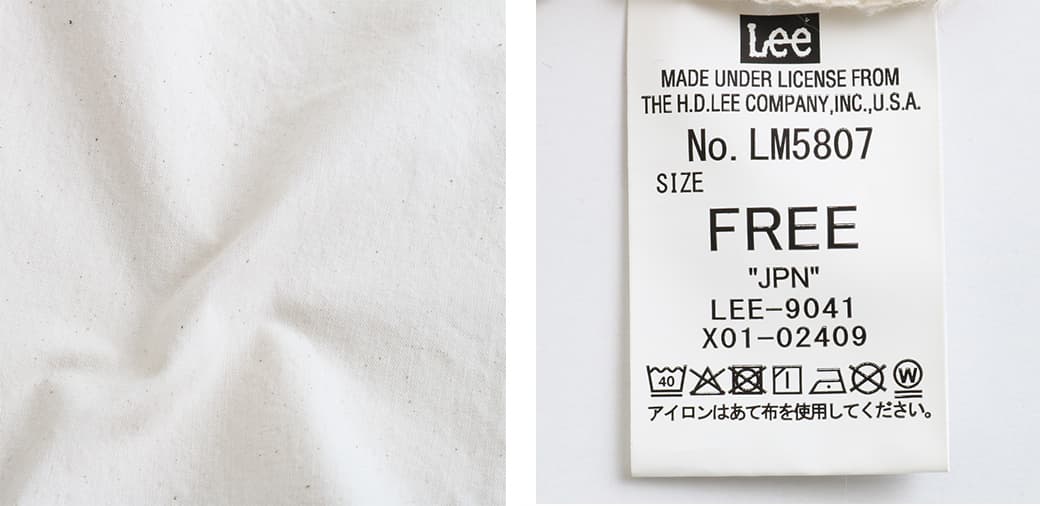 Lee
MADE UNDER LICENSE FROM
THE H.D.LEE COMPANY,INC.,U.S.A.
No. LM5807
SIZE
FREE
"JPN"
LEE-9041
X01-02409
40 W
アイロンはあて布を使用してください。